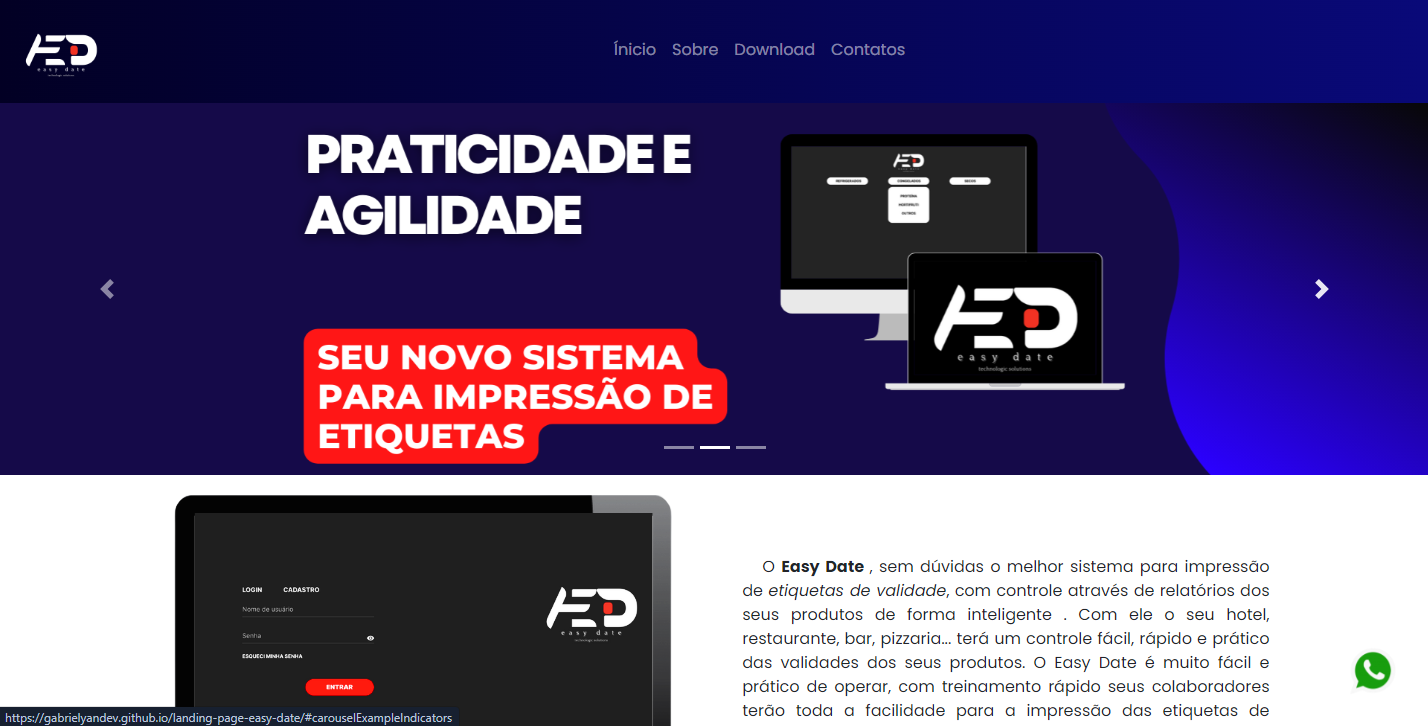 easy date
technologic solutions
Ínicio Sobre Download Contatos
PRATICIDADE E
AGILIDADE
SEU NOVO SISTEMA
PARA IMPRESSÃO DE
ETIQUETAS
REFRIGERADOS CONGELADOS SECOS
PROTEÍNA
HORTIFRUTI
OUTROS
easy date
technologic solutions
LOGIN CADASTRO
Nome de usuário
Senha
ESQUECI MINHA SENHA
ENTRAR
easy date
technologic solutions
O Easy Date , sem dúvidas o melhor sistema para impressão
de etiquetas de validade, com controle através de relatórios dos
seus produtos de forma inteligente . Com ele o seu hotel,
restaurante, bar, pizzaria... terá um controle fácil, rápido e prático
das validades dos seus produtos. O Easy Date é muito fácil e
prático de operar, com treinamento rápido seus colaboradores
terão toda a facilidade para a impressão das etiquetas de
https://gabrielyandev.github.io/landing-page-easy-date/#carouselExampleIndicators